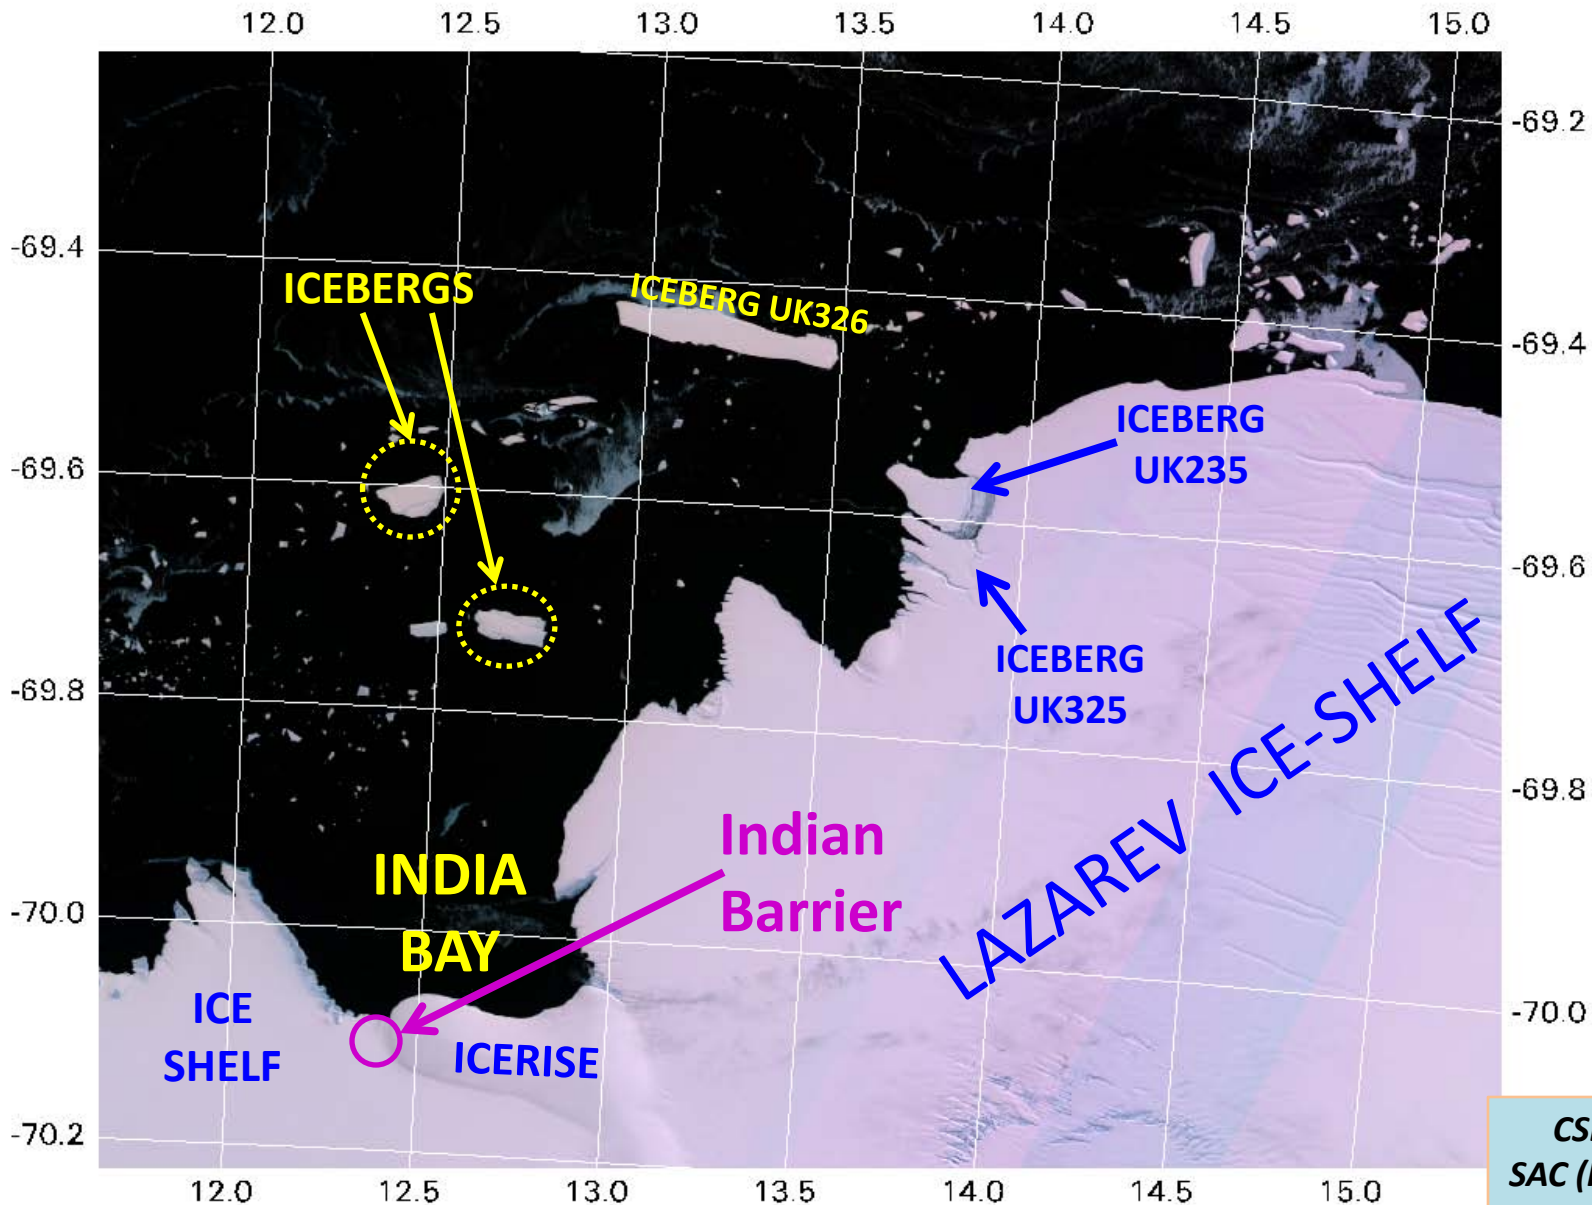 12.0 12.5 13.0 13.5 14.0 14.5 15.0
-69.2
-69.4
ICEBERGS
ICEBERG UK326
-69.4
ICEBERG
UK235
-69.6
-69.6
ICEBERG
UK325
LAZAREV ICE-SHELF
-69.8
-69.8
Indian
Barrier
INDIA
BAY
-70.0
-70.0
ICE
SHELF
ICERISE
-70.2
SAC
12.0 12.5 13.0 13.5 14.0 14.5 15.0